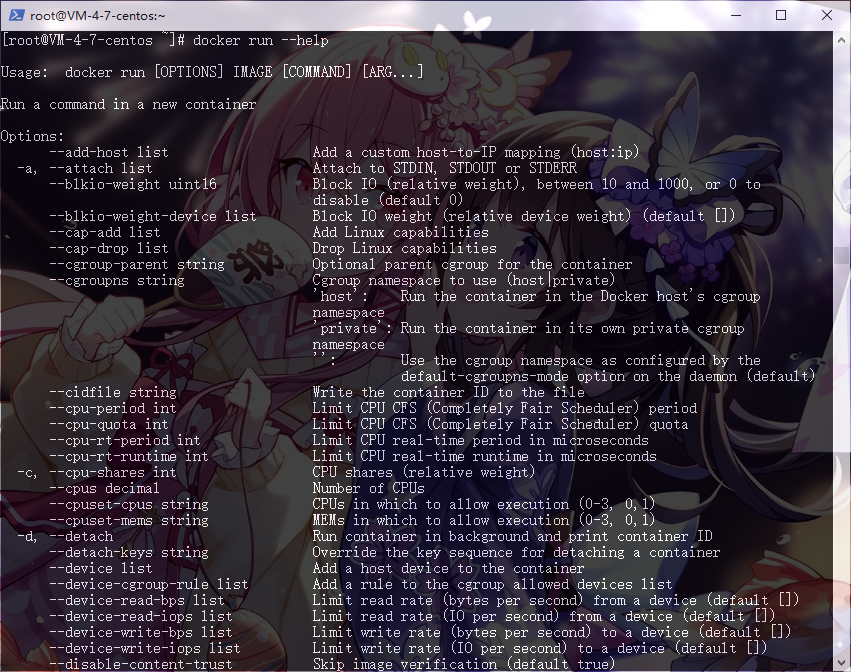 root@VM-4-7-centos:~
[root@VM-4-7-centos ~]# docker run --help
Usage:  docker run [OPTIONS] IMAGE [COMMAND] [ARG...]
Run a command in a new container
Options:
      --add-host list                  Add a custom host-to-IP mapping (host:ip)
  -a, --attach list                    Attach to STDIN, STDOUT or STDERR
      --blkio-weight uint16            Block IO (relative weight), between 10 and 1000, or 0 to
                                       disable (default 0)
      --blkio-weight-device list       Block IO weight (relative device weight) (default [])
      --cap-add list                   Add Linux capabilities
      --cap-drop list                  Drop Linux capabilities
      --cgroup-parent string           Optional parent cgroup for the container
      --cgroupns string                Cgroup namespace to use (host|private)
                                       'host':    Run the container in the Docker host's cgroup
                                       namespace
                                       'private': Run the container in its own private cgroup
                                       namespace
                                       '':        Use the cgroup namespace as configured by the
                                                  default-cgroupns-mode option on the daemon (default)
      --cidfile string                 Write the container ID to the file
      --cpu-period int                 Limit CPU CFS (Completely Fair Scheduler) period
      --cpu-quota int                  Limit CPU CFS (Completely Fair Scheduler) quota
      --cpu-rt-period int              Limit CPU real-time period in microseconds
      --cpu-rt-runtime int             Limit CPU real-time runtime in microseconds
  -c, --cpu-shares int                 CPU shares (relative weight)
      --cpus decimal                   Number of CPUs
      --cpuset-cpus string             CPUs in which to allow execution (0-3, 0,1)
      --cpuset-mems string             MEMs in which to allow execution (0-3, 0,1)
  -d, --detach                         Run container in background and print container ID
      --detach-keys string             Override the key sequence for detaching a container
      --device list                    Add a host device to the container
      --device-cgroup-rule list        Add a rule to the cgroup allowed devices list
      --device-read-bps list           Limit read rate (bytes per second) from a device (default [])
      --device-read-iops list          Limit read rate (IO per second) from a device (default [])
      --device-write-bps list          Limit write rate (bytes per second) to a device (default [])
      --device-write-iops list         Limit write rate (IO per second) to a device (default [])
      --disable-content-trust          Skip image verification (default true)